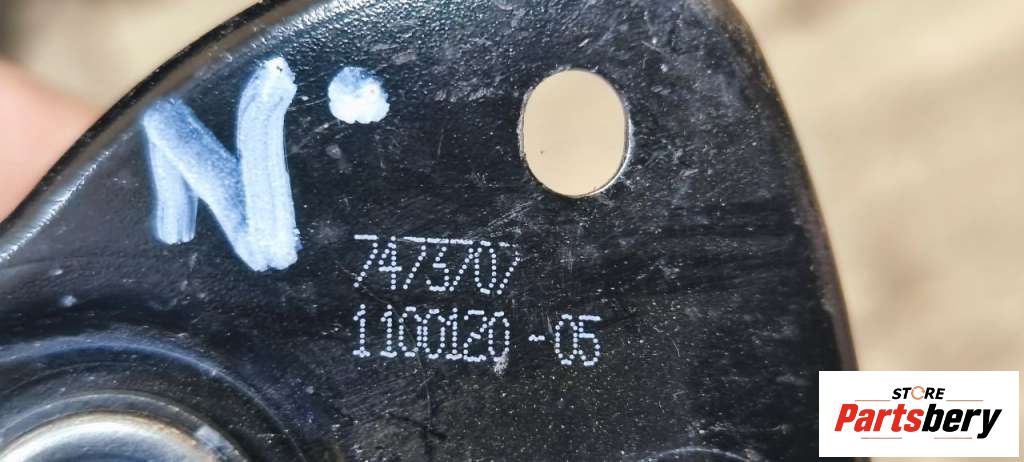 N.
7473707
1100120-05
STORE
Partsbery